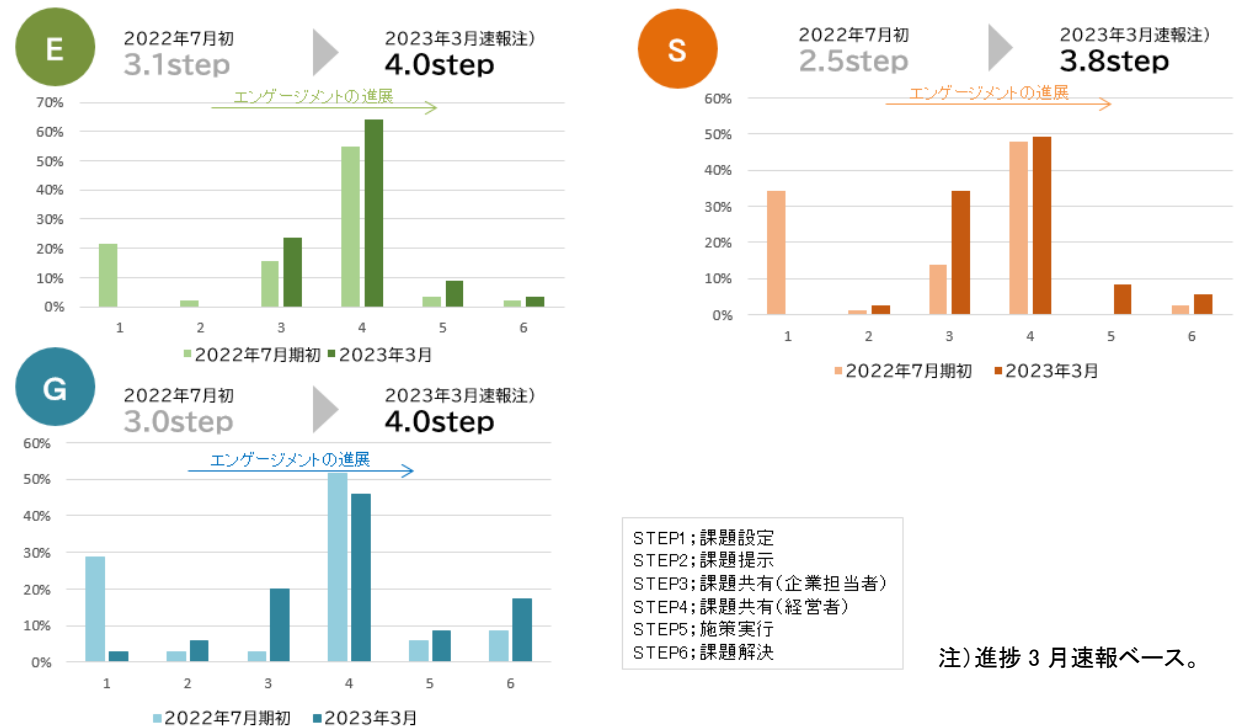 E
2022年7月初
3.1step
2023年3月速報注)
4.0step
エンゲージメントの進展
70%
60%
50%
40%
30%
20%
10%
0%
1 2 3 4 5 6
2022年7月期初 2023年3月
S
2022年7月初
2.5step
2023年3月速報注)
3.8step
エンゲージメントの進展
60%
50%
40%
30%
20%
10%
0%
1 2 3 4 5 6
2022年7月期初 2023年3月
G
2022年7月初
3.0step
2023年3月速報注)
4.0step
エンゲージメントの進展
60%
50%
40%
30%
20%
10%
0%
1 2 3 4 5 6
2022年7月期初 2023年3月
STEP1;課題設定
STEP2;課題提示
STEP3;課題共有(企業担当者)
STEP4;課題共有(経営者)
STEP5;施策実行
STEP6;課題解決
注)進捗3月速報ベース。